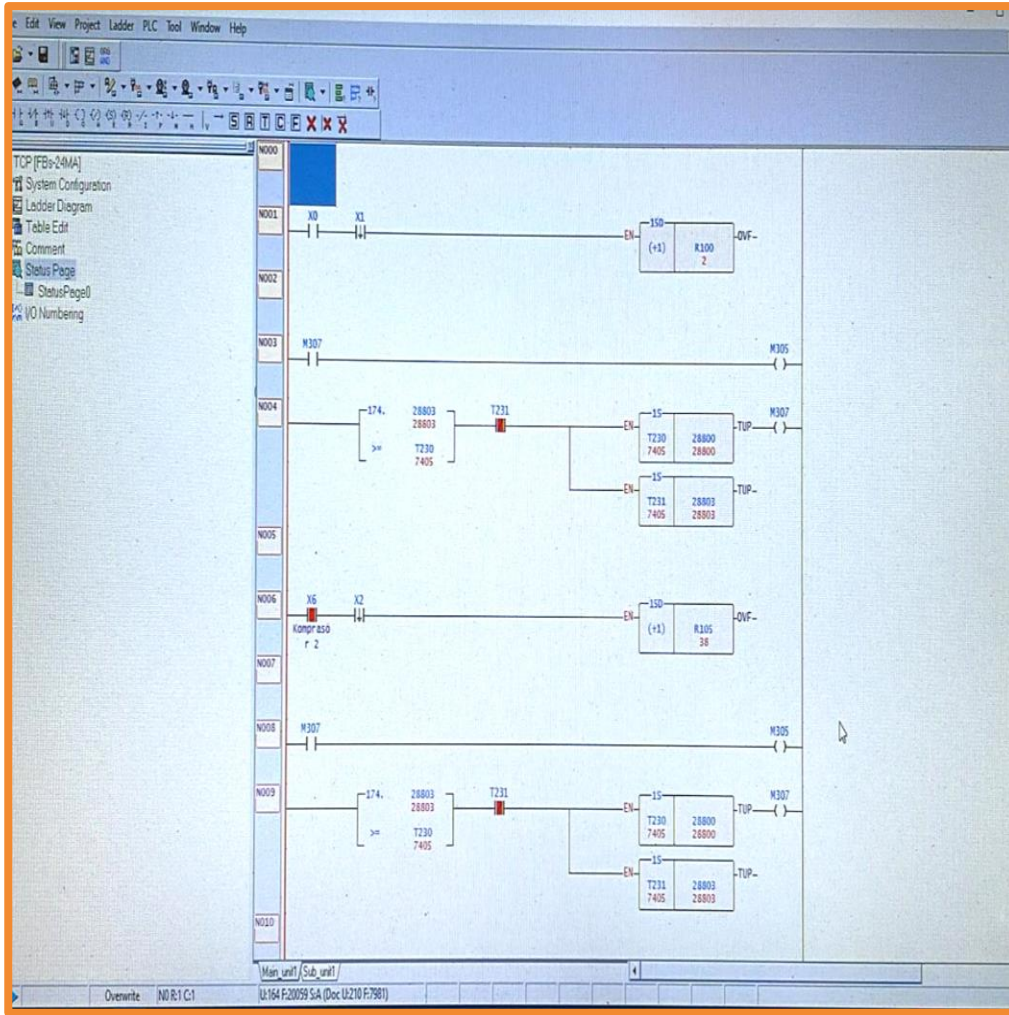 Edit View Project Ladder PLC Tool Window Help
S R T C F X X X
TCP [FBs-24MA]
System Configuration
Ladder Diagram
Table Edit
Comment
Status Page
StatusPage0
I/O Numbering
N000
N001 X0 X1 EN 15D (+1) R100 2 OVF
N002
N003 M307 M305
N004 174. 28803 28803 >= T230 7405 T231 EN 15 T230 7405 28800 28800 TUP M307
EN 15 T231 7405 28803 28803 TUP
N005
N006 X6 X2 EN 15D (+1) R105 38 OVF
Komprasö
r 2
N007
N008 M307 M305
N009 174. 28803 28803 >= T230 7405 T231 EN 15 T230 7405 28800 28800 TUP M307
EN 15 T231 7405 28803 28803 TUP
N010
Main_unit1 Sub_unit1
Overwrite N0 R:1 C:1 U:164 F:20059 S:A (Doc U:210 F:7981)